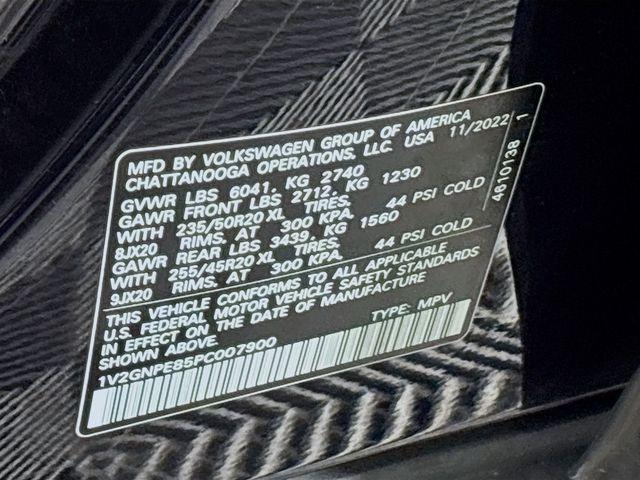 MFD BY VOLKSWAGEN GROUP OF AMERICA
CHATTANOOGA OPERATIONS, LLC. USA 11/2022
GVWR LBS 6041. KG 2740
GAWR FRONT LBS 2712. KG 1230
WITH 235/50R20 XL TIRES.
8JX20 RIMS. AT 300 KPA. 44 PSI COLD
GAWR REAR LBS 3439. KG 1560
WITH 255/45R20 XL TIRES.
9JX20 RIMS. AT 300 KPA. 44 PSI COLD
THIS VEHICLE CONFORMS TO ALL APPLICABLE
U.S. FEDERAL MOTOR VEHICLE SAFETY STANDARDS
IN EFFECT ON THE DATE OF MANUFACTURE
SHOWN ABOVE. TYPE: MPV
1V2GNPE85PC007900
4610138 1